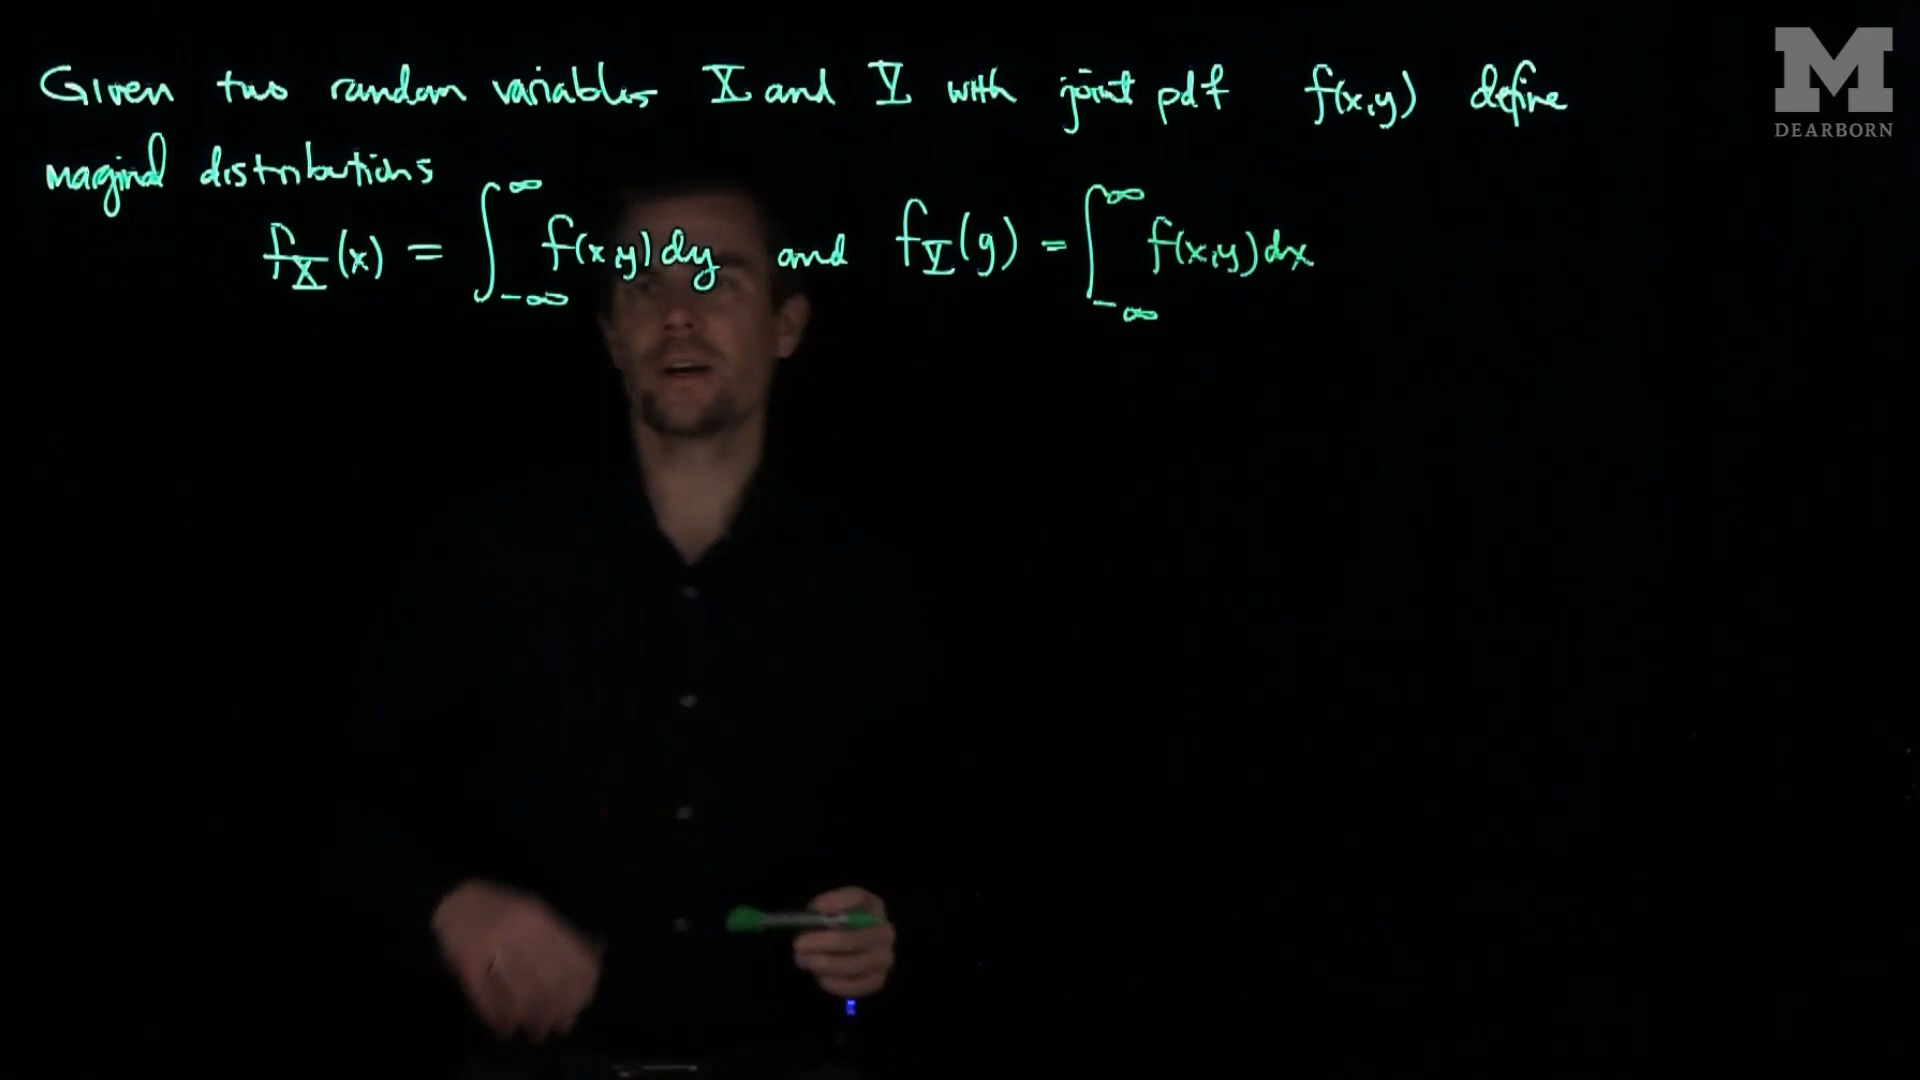 Given two random variables X and Y with joint pdf f(x,y) define
marginal distributions
f_X(x) = ∫_{-∞}^{∞} f(x,y) dy and f_Y(y) = ∫_{-∞}^{∞} f(x,y) dx
M
DEARBORN